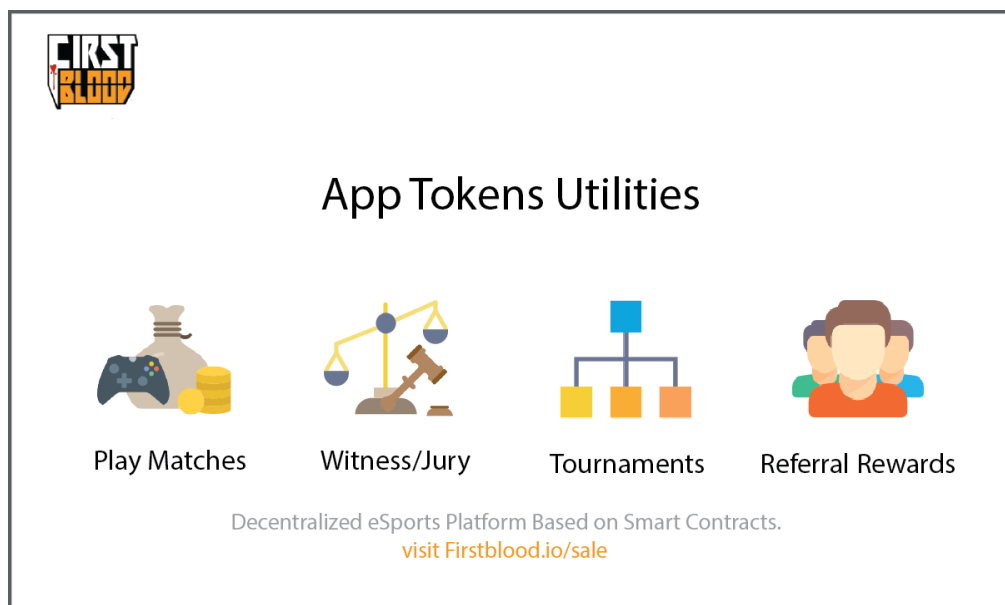 FIRST
BLOOD
App Tokens Utilities
Play Matches
Witness/Jury
Tournaments
Referral Rewards
Decentralized eSports Platform Based on Smart Contracts.
visit Firstblood.io/sale